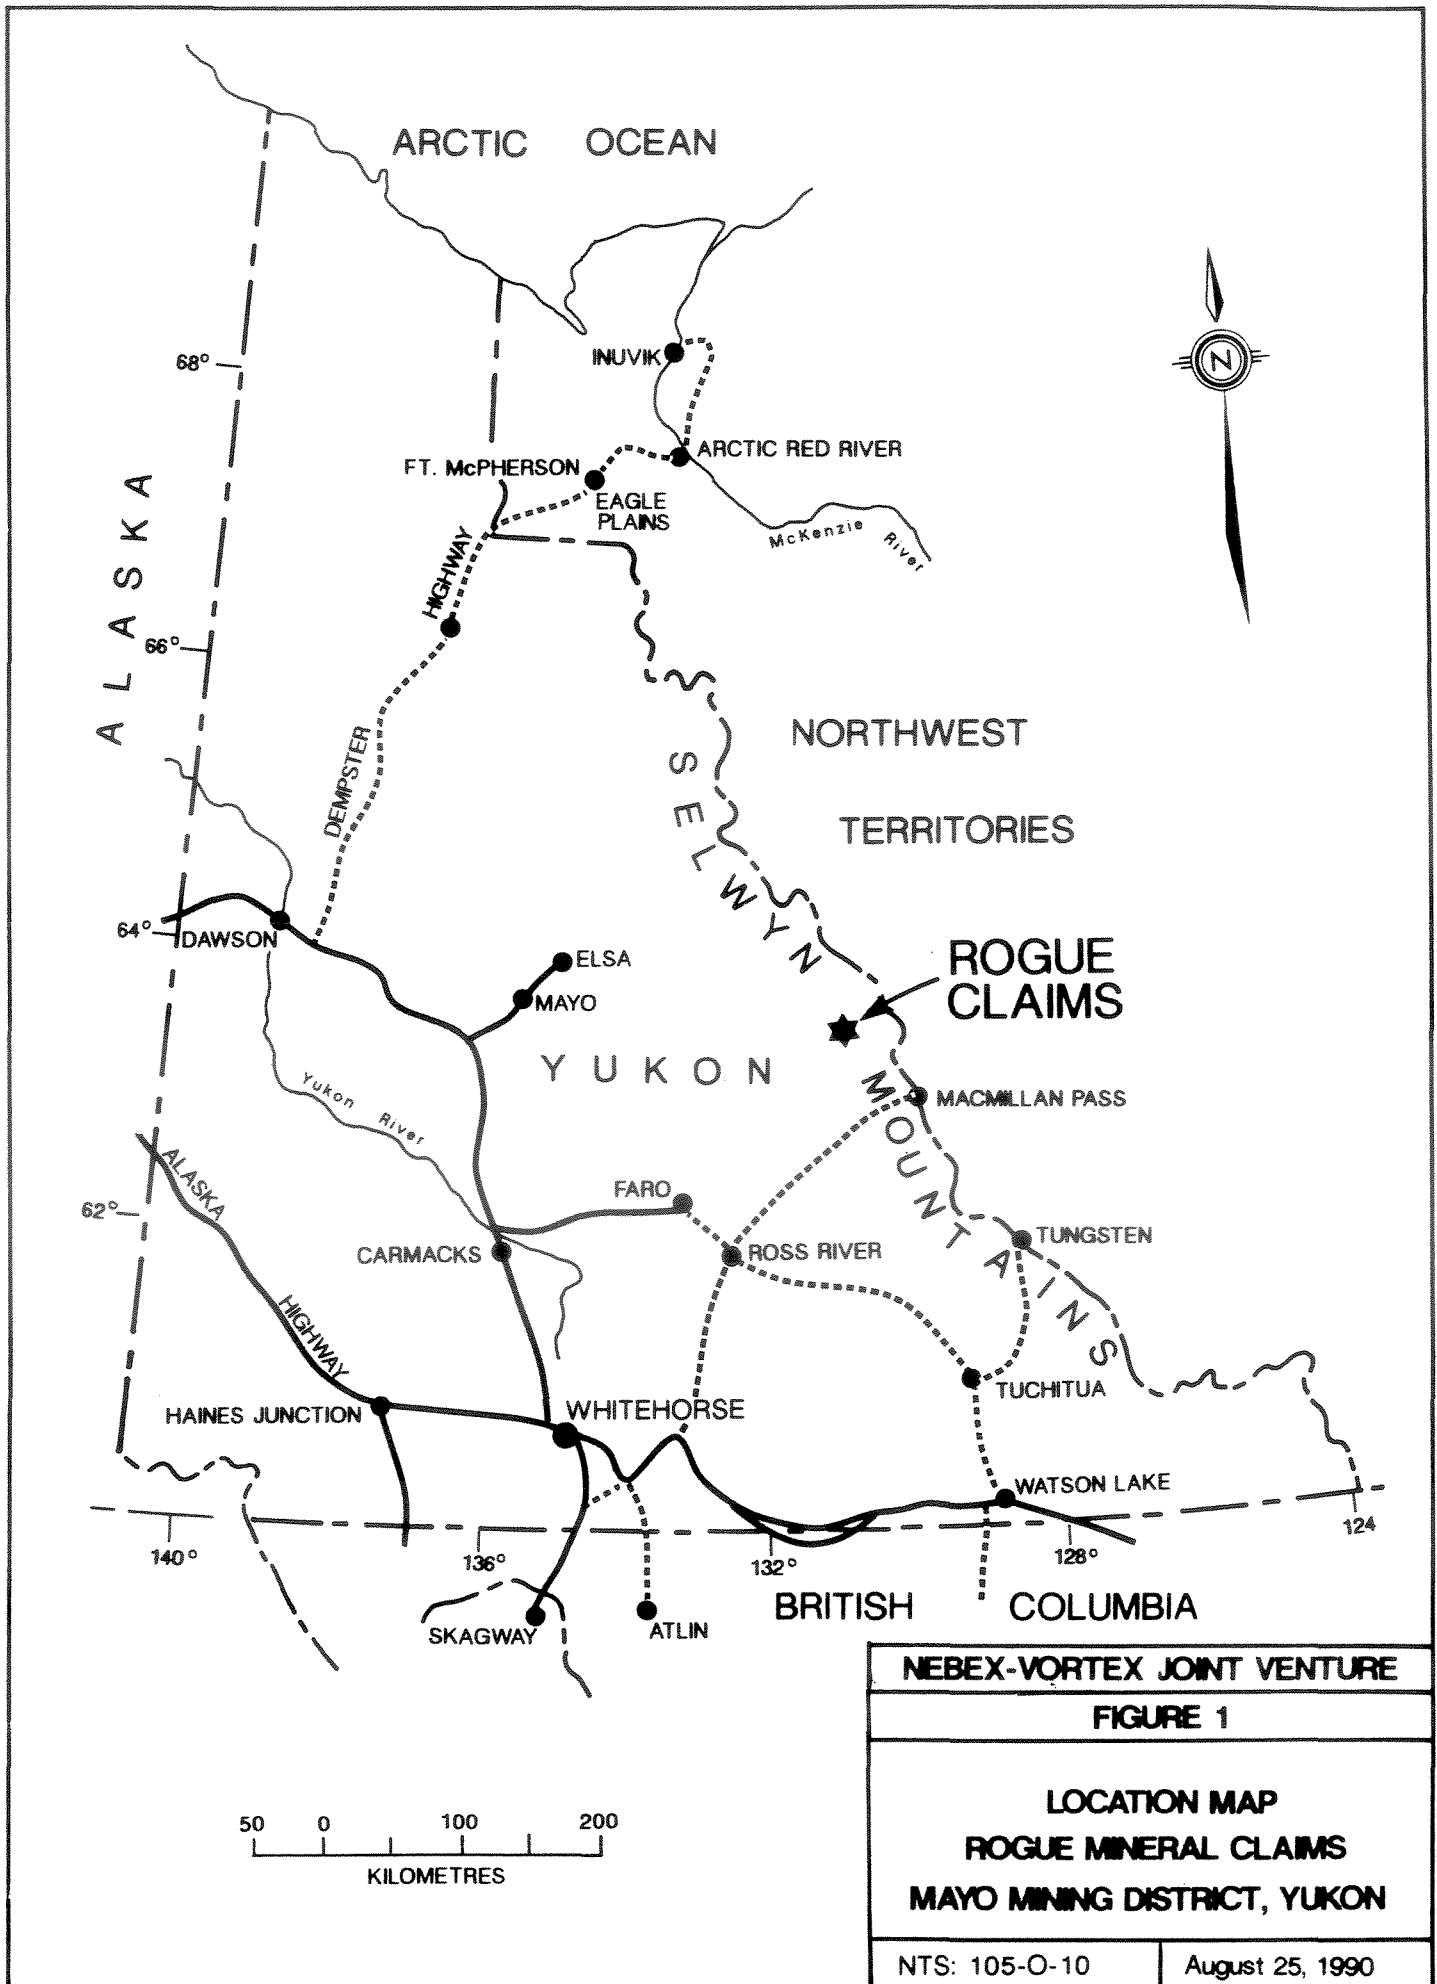 ARCTIC OCEAN
68°
INUVIK
N
ARCTIC RED RIVER
FT. McPHERSON
EAGLE
PLAINS
McKenzie River
HIGHWAY
ALASKA
66°
NORTHWEST
DEMPSTER
TERRITORIES
SELWYN
64°
DAWSON
ELSA
MAYO
ROGUE
CLAIMS
YUKON
MACMILLAN PASS
Yukon River
MOUNTAINS
ALASKA
FARO
62°
CARMACKS
ROSS RIVER
TUNGSTEN
HIGHWAY
TUCHITUA
HAINES JUNCTION
WHITEHORSE
WATSON LAKE
140°
136°
132°
128°
124
BRITISH COLUMBIA
SKAGWAY
ATLIN
NEBEX-VORTEX JOINT VENTURE
FIGURE 1
LOCATION MAP
ROGUE MINERAL CLAIMS
MAYO MINING DISTRICT, YUKON
NTS: 105-O-10
August 25, 1990
50 0 100 200
KILOMETRES